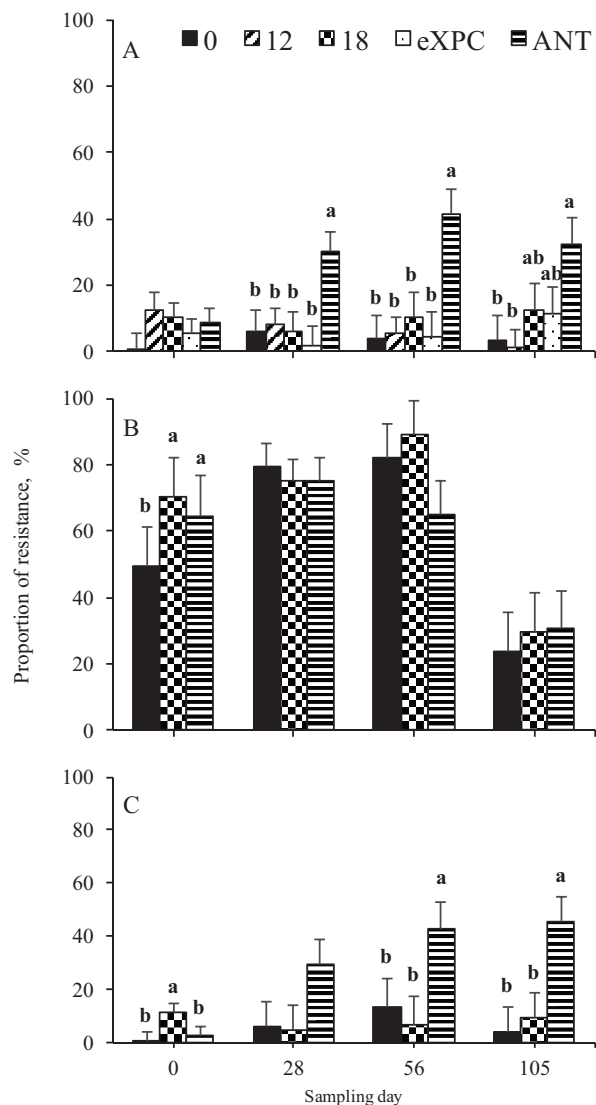 100
A
0 12 18 eXPC ANT
80
60
a
40
a
a
ab
ab
20
b b b b
b b b
b b b
0
100
B
a
a
80
b
60
40
20
0
Proportion of resistance, %
100
C
80
60
a
a
40
20
a
b b
b b
b b
0
0 28 56 105
Sampling day